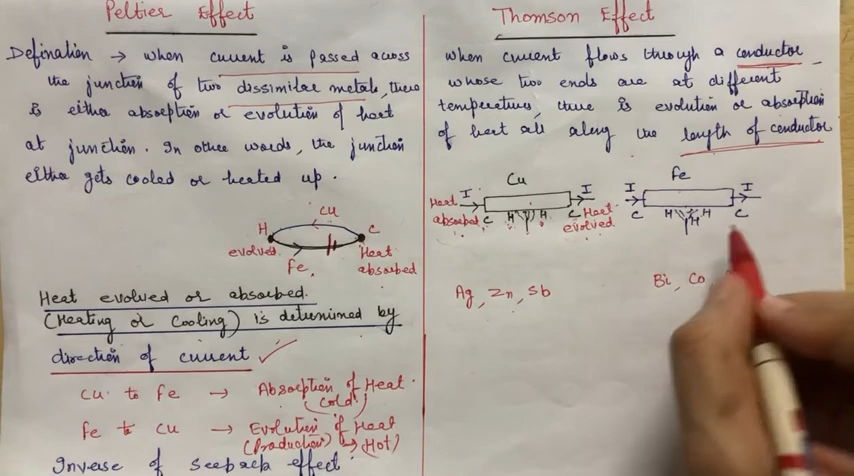 Peltier Effect
Defination → When current is passed across
the junction of two dissimilar metals, there
is either absorption or evolution of heat
at junction. In other words, the junction
either gets cooled or heated up.
Cu
H C
evolved Heat
Fe absorbed
Heat evolved or absorbed.
(Heating or Cooling) is determined by
direction of current ✓
Cu to Fe → Absorption of Heat.
(Cold)
Fe to Cu → Evolution of Heat
(Production) → (Hot)
Inverse of Seeback effect.
Thomson Effect
When current flows through a conductor
whose two ends are at different
temperatures, there is evolution or absorption
of heat all along the length of conductor
Cu
Heat I I
absorbed C H H C Heat
evolved
Ag, Zn, Sb
Fe
I I
C H H C
H
Bi, Co